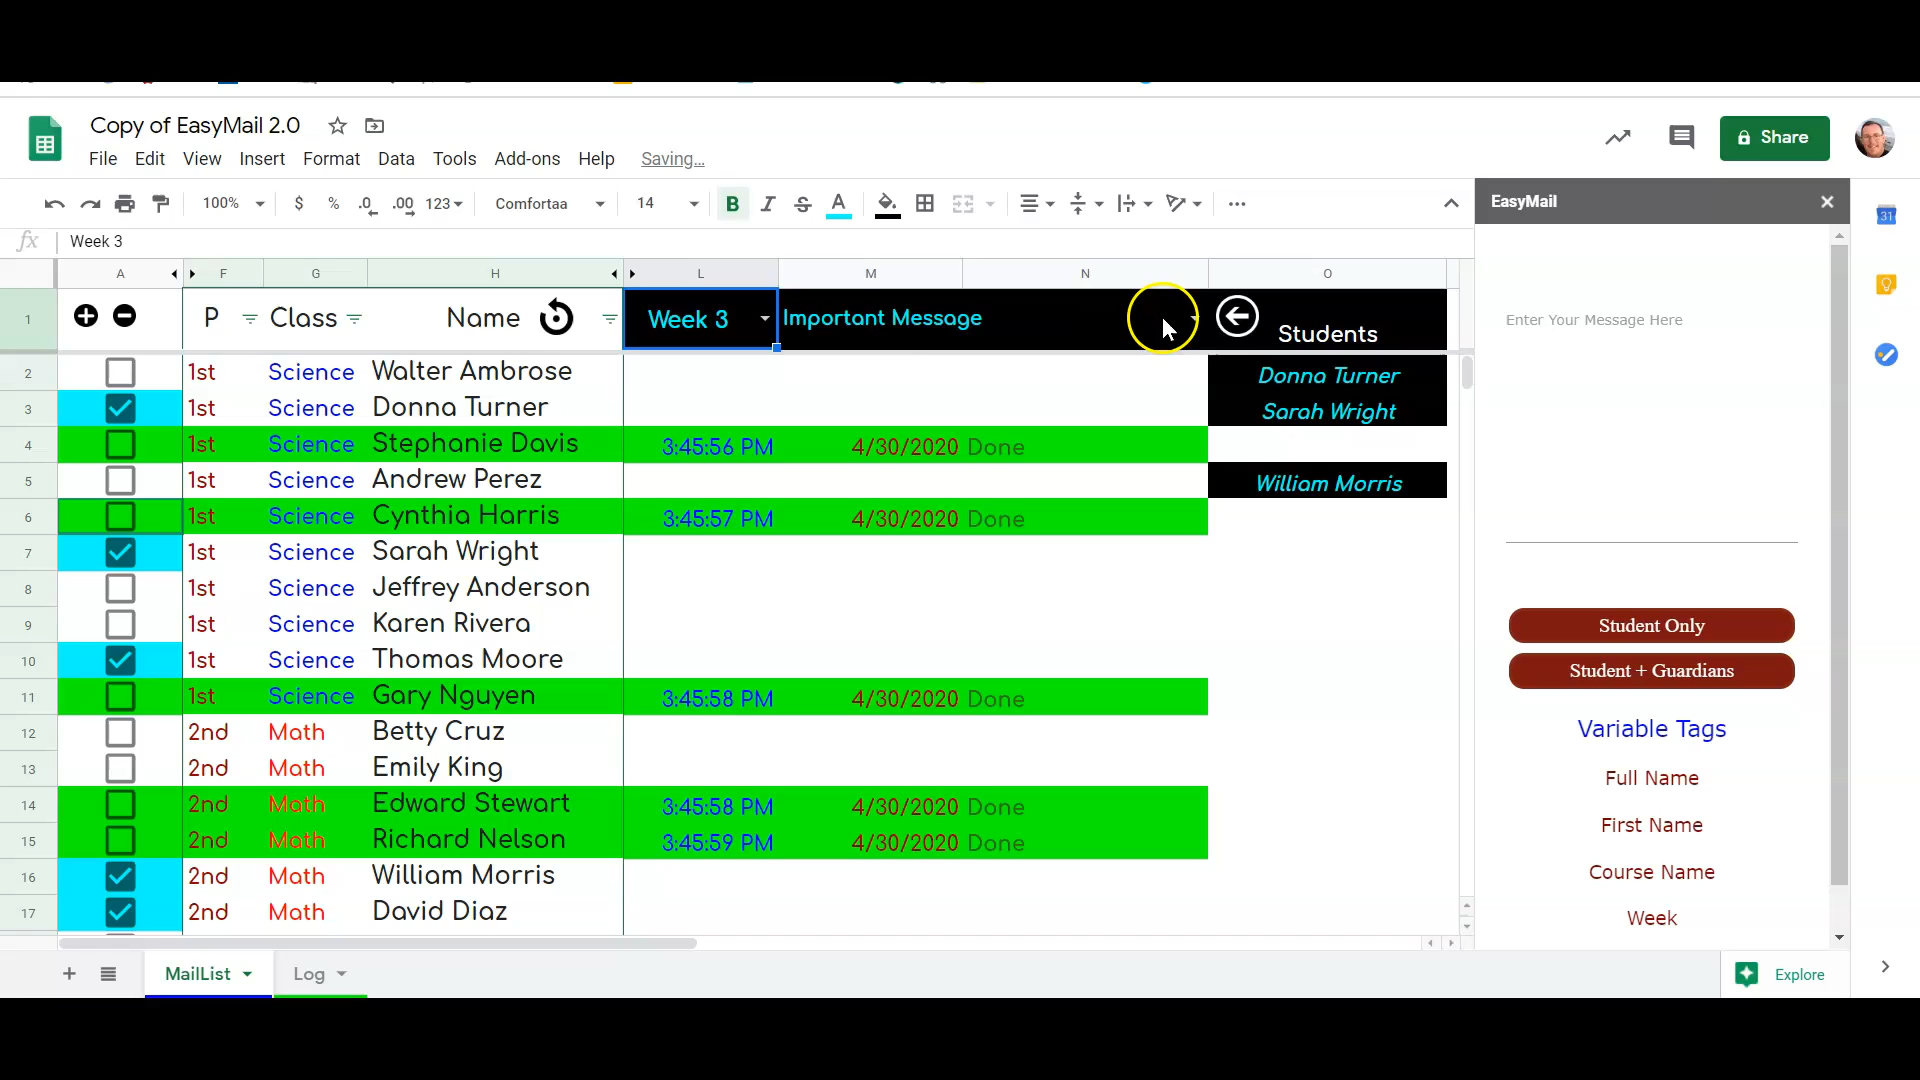 Copy of EasyMail 2.0
File Edit View Insert Format Data Tools Add-ons Help Saving...
Share
100% $ % .0 .00 123 Comfortaa 14 B I S A
EasyMail
31
fx Week 3
A F G H L M N O
1 P Class Name Week 3 Important Message Students
2 1st Science Walter Ambrose Donna Turner
3 1st Science Donna Turner Sarah Wright
4 1st Science Stephanie Davis 3:45:56 PM 4/30/2020 Done
5 1st Science Andrew Perez William Morris
6 1st Science Cynthia Harris 3:45:57 PM 4/30/2020 Done
7 1st Science Sarah Wright
8 1st Science Jeffrey Anderson
9 1st Science Karen Rivera
10 1st Science Thomas Moore
11 1st Science Gary Nguyen 3:45:58 PM 4/30/2020 Done
12 2nd Math Betty Cruz
13 2nd Math Emily King
14 2nd Math Edward Stewart 3:45:58 PM 4/30/2020 Done
15 2nd Math Richard Nelson 3:45:59 PM 4/30/2020 Done
16 2nd Math William Morris
17 2nd Math David Diaz
Enter Your Message Here
Student Only
Student + Guardians
Variable Tags
Full Name
First Name
Course Name
Week
MailList Log
Explore